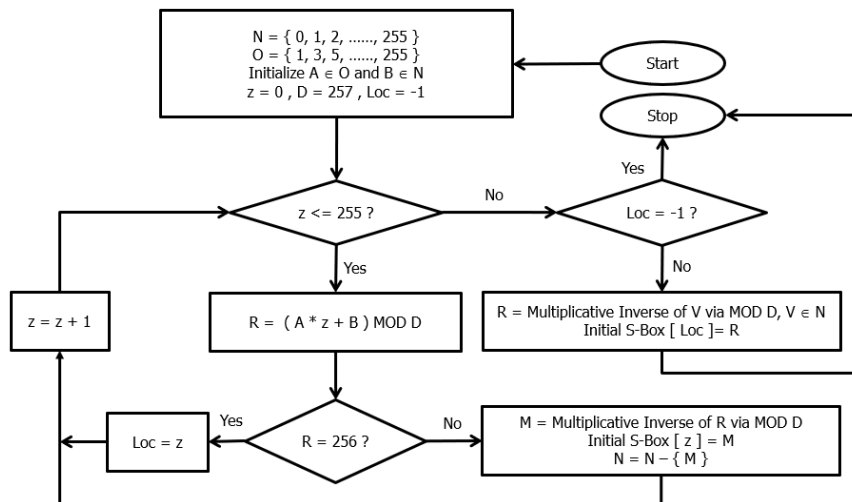 N = { 0, 1, 2, ......, 255 }
O = { 1, 3, 5, ......, 255 }
Initialize A ∈ O and B ∈ N
z = 0 , D = 257 , Loc = -1
Start
Stop
Yes
z <= 255 ?
No
Loc = -1 ?
Yes
No
z = z + 1
R = ( A * z + B ) MOD D
R = Multiplicative Inverse of V via MOD D, V ∈ N
Initial S-Box [ Loc ]= R
Loc = z
Yes
R = 256 ?
No
M = Multiplicative Inverse of R via MOD D
Initial S-Box [ z ] = M
N = N – { M }